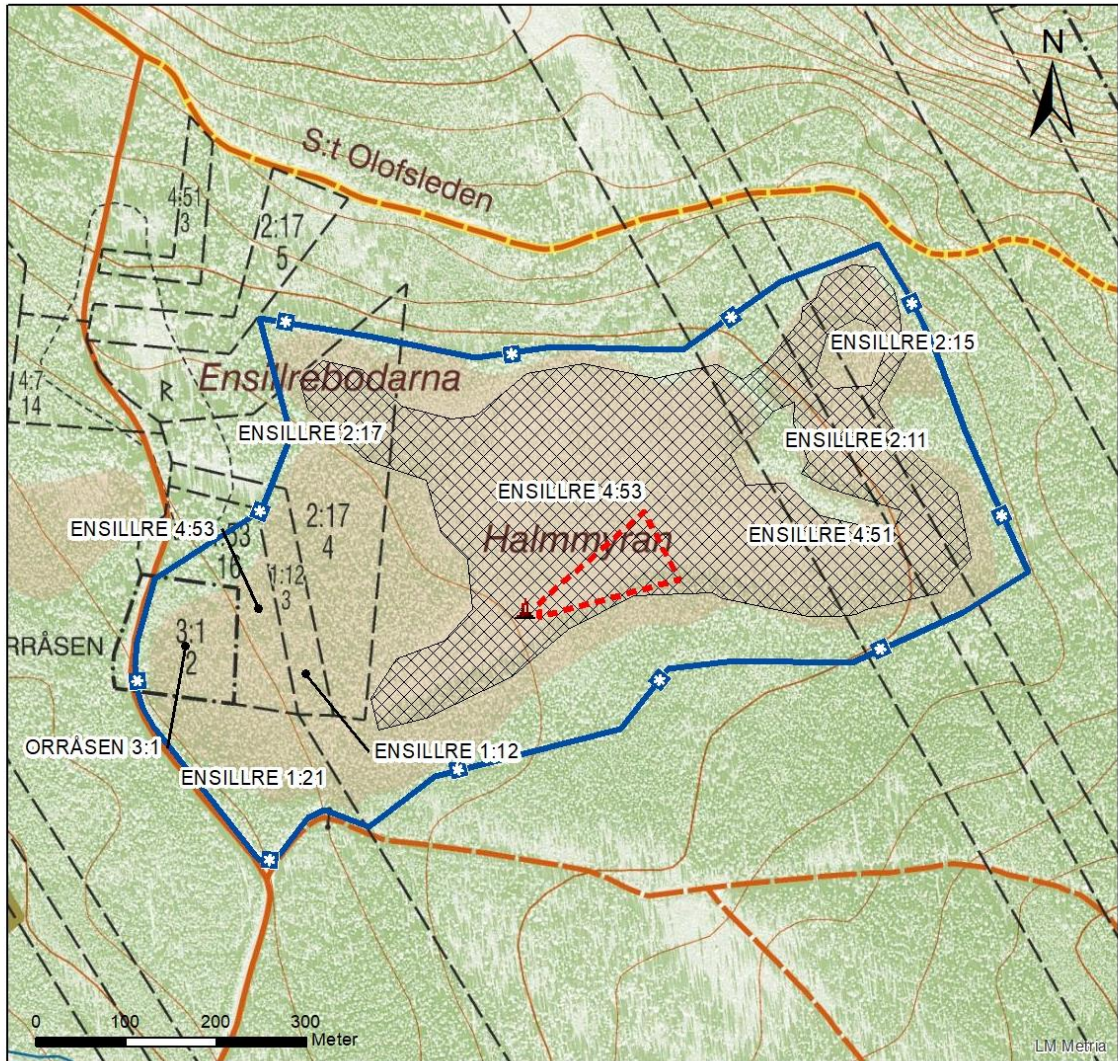 N
S:t Olofsleden
4:51
3
2:17
5
4:7
14
R
Ensillrebodarna
ENSILLRE 2:15
ENSILLRE 2:17
ENSILLRE 2:11
ENSILLRE 4:53
2:17
4
ENSILLRE 4:53
Halmmyran
ENSILLRE 4:51
:53
16
1:12
3
3:1
2
RRÅSEN
ORRÅSEN 3:1
ENSILLRE 1:12
ENSILLRE 1:21
0 100 200 300
Meter
LM Metria